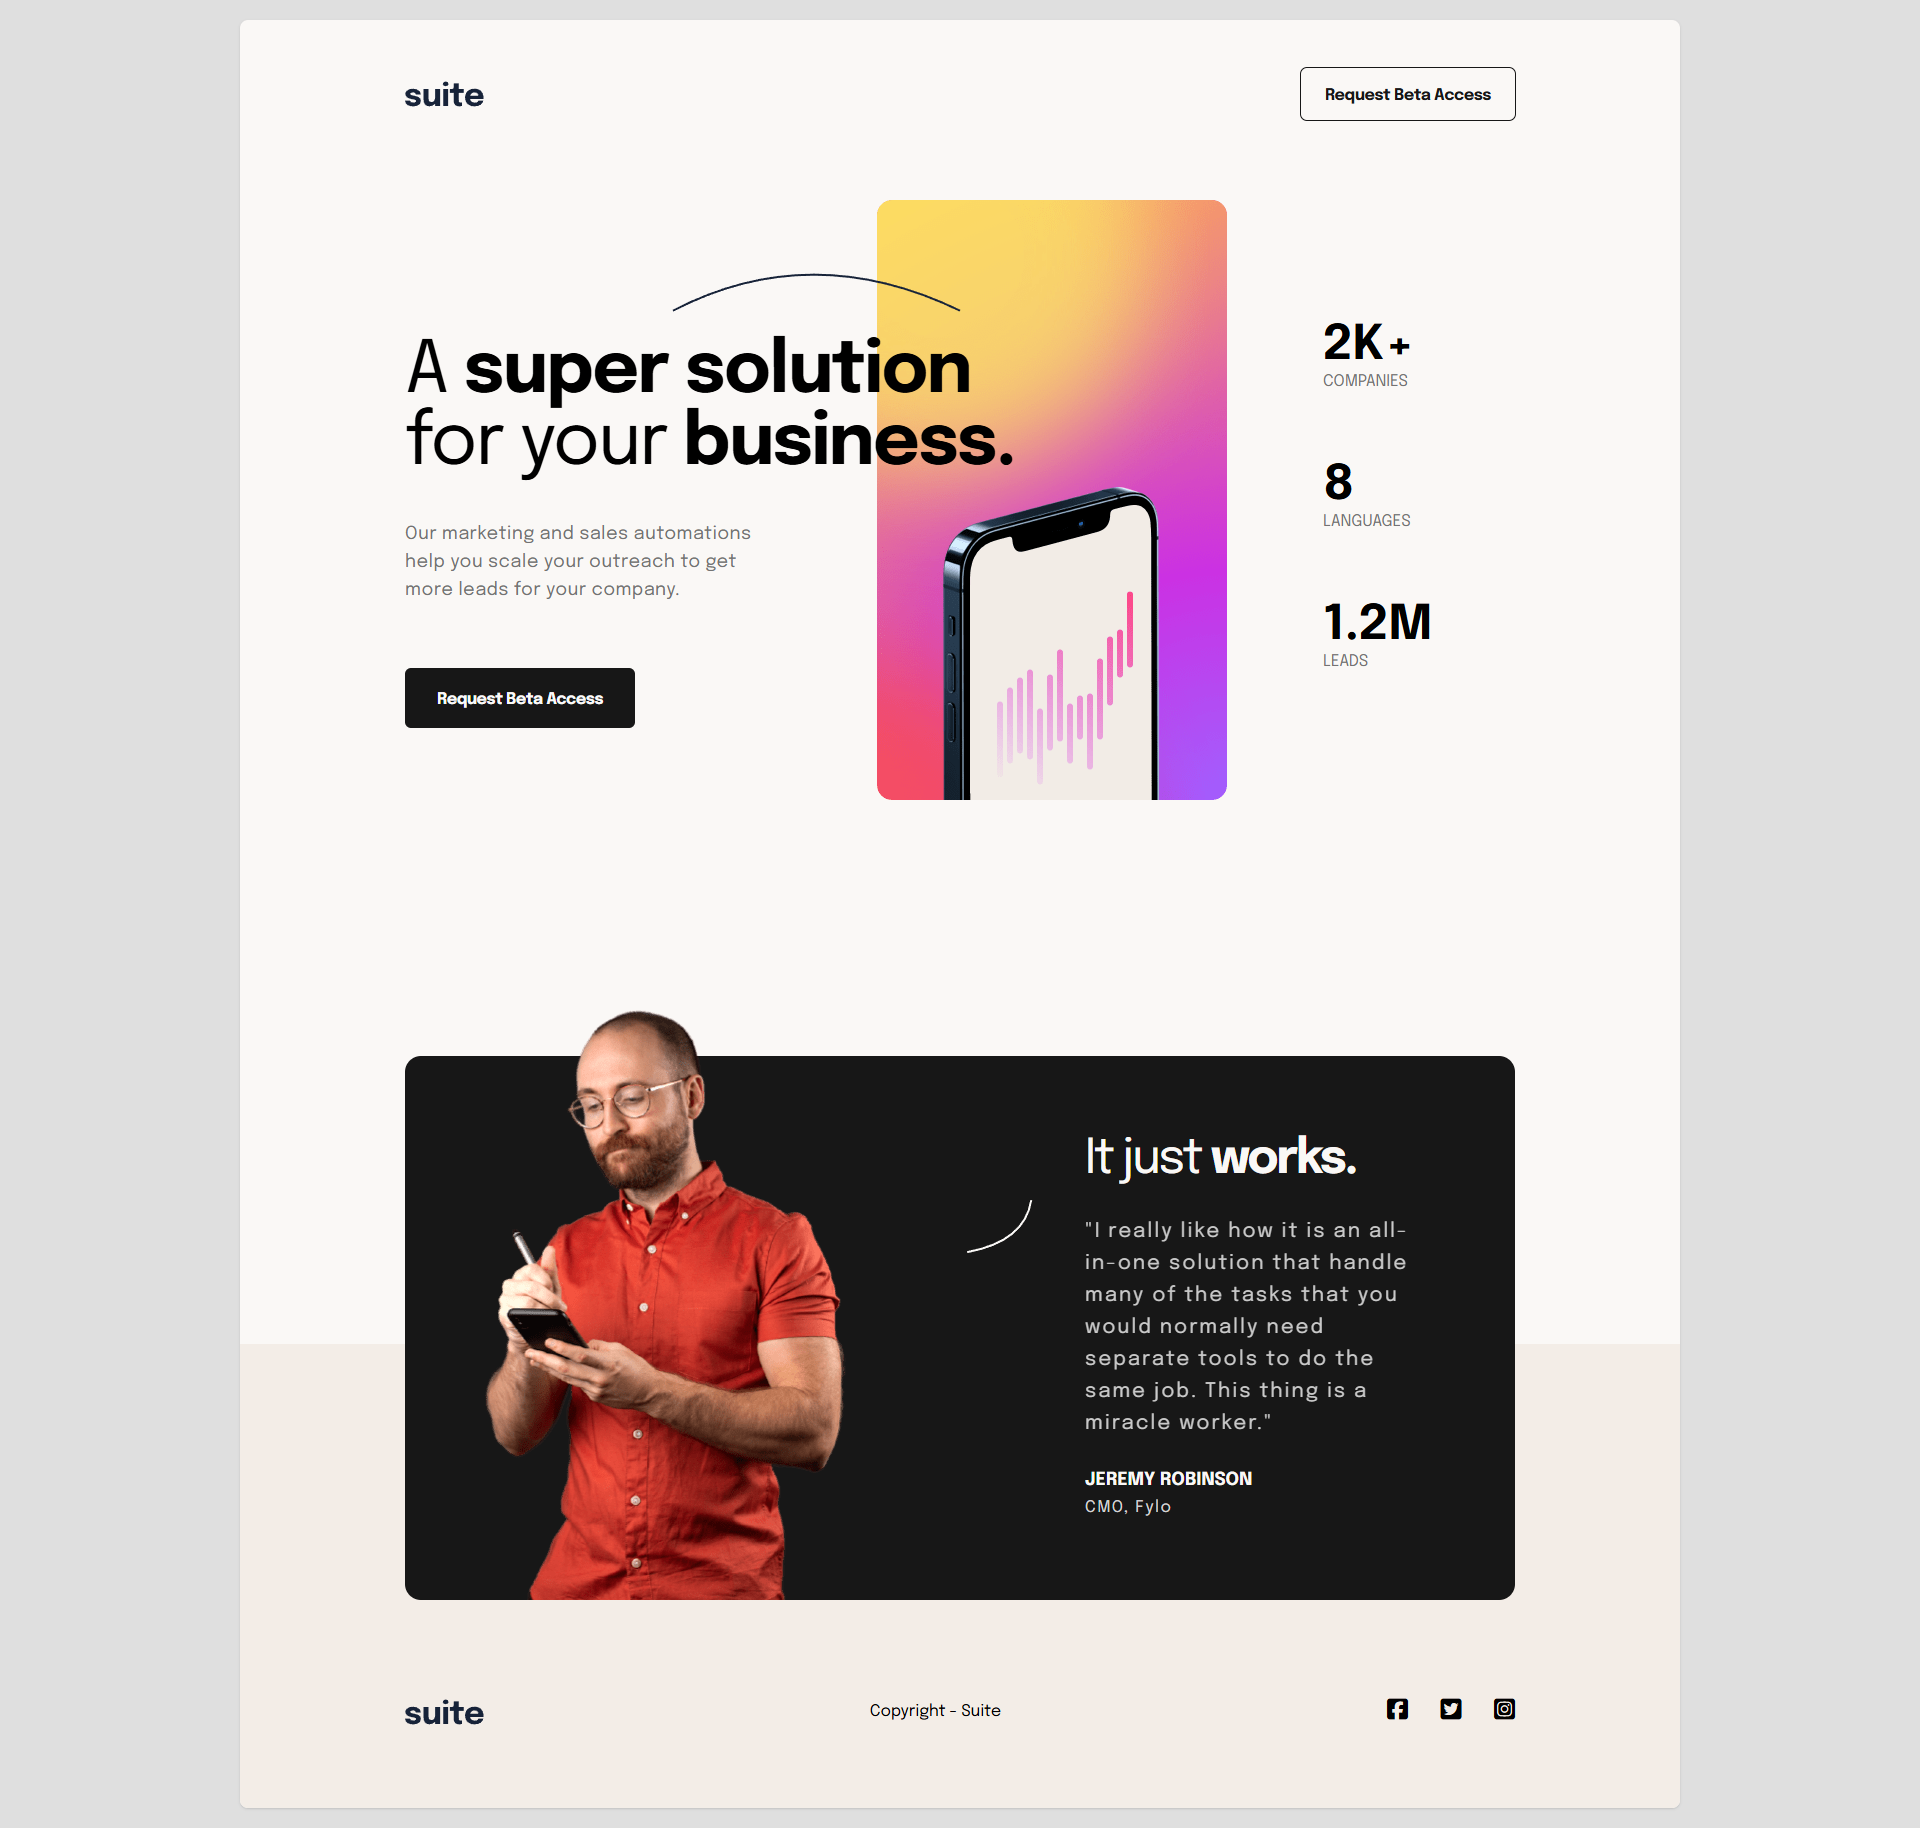 suite
Request Beta Access
A super solution
for your business.
Our marketing and sales automations
help you scale your outreach to get
more leads for your company.
Request Beta Access
2K+
COMPANIES
8
LANGUAGES
1.2M
LEADS
It just works.
"I really like how it is an all-
in-one solution that handle
many of the tasks that you
would normally need
separate tools to do the
same job. This thing is a
miracle worker."
JEREMY ROBINSON
CMO, Fylo
suite
Copyright - Suite